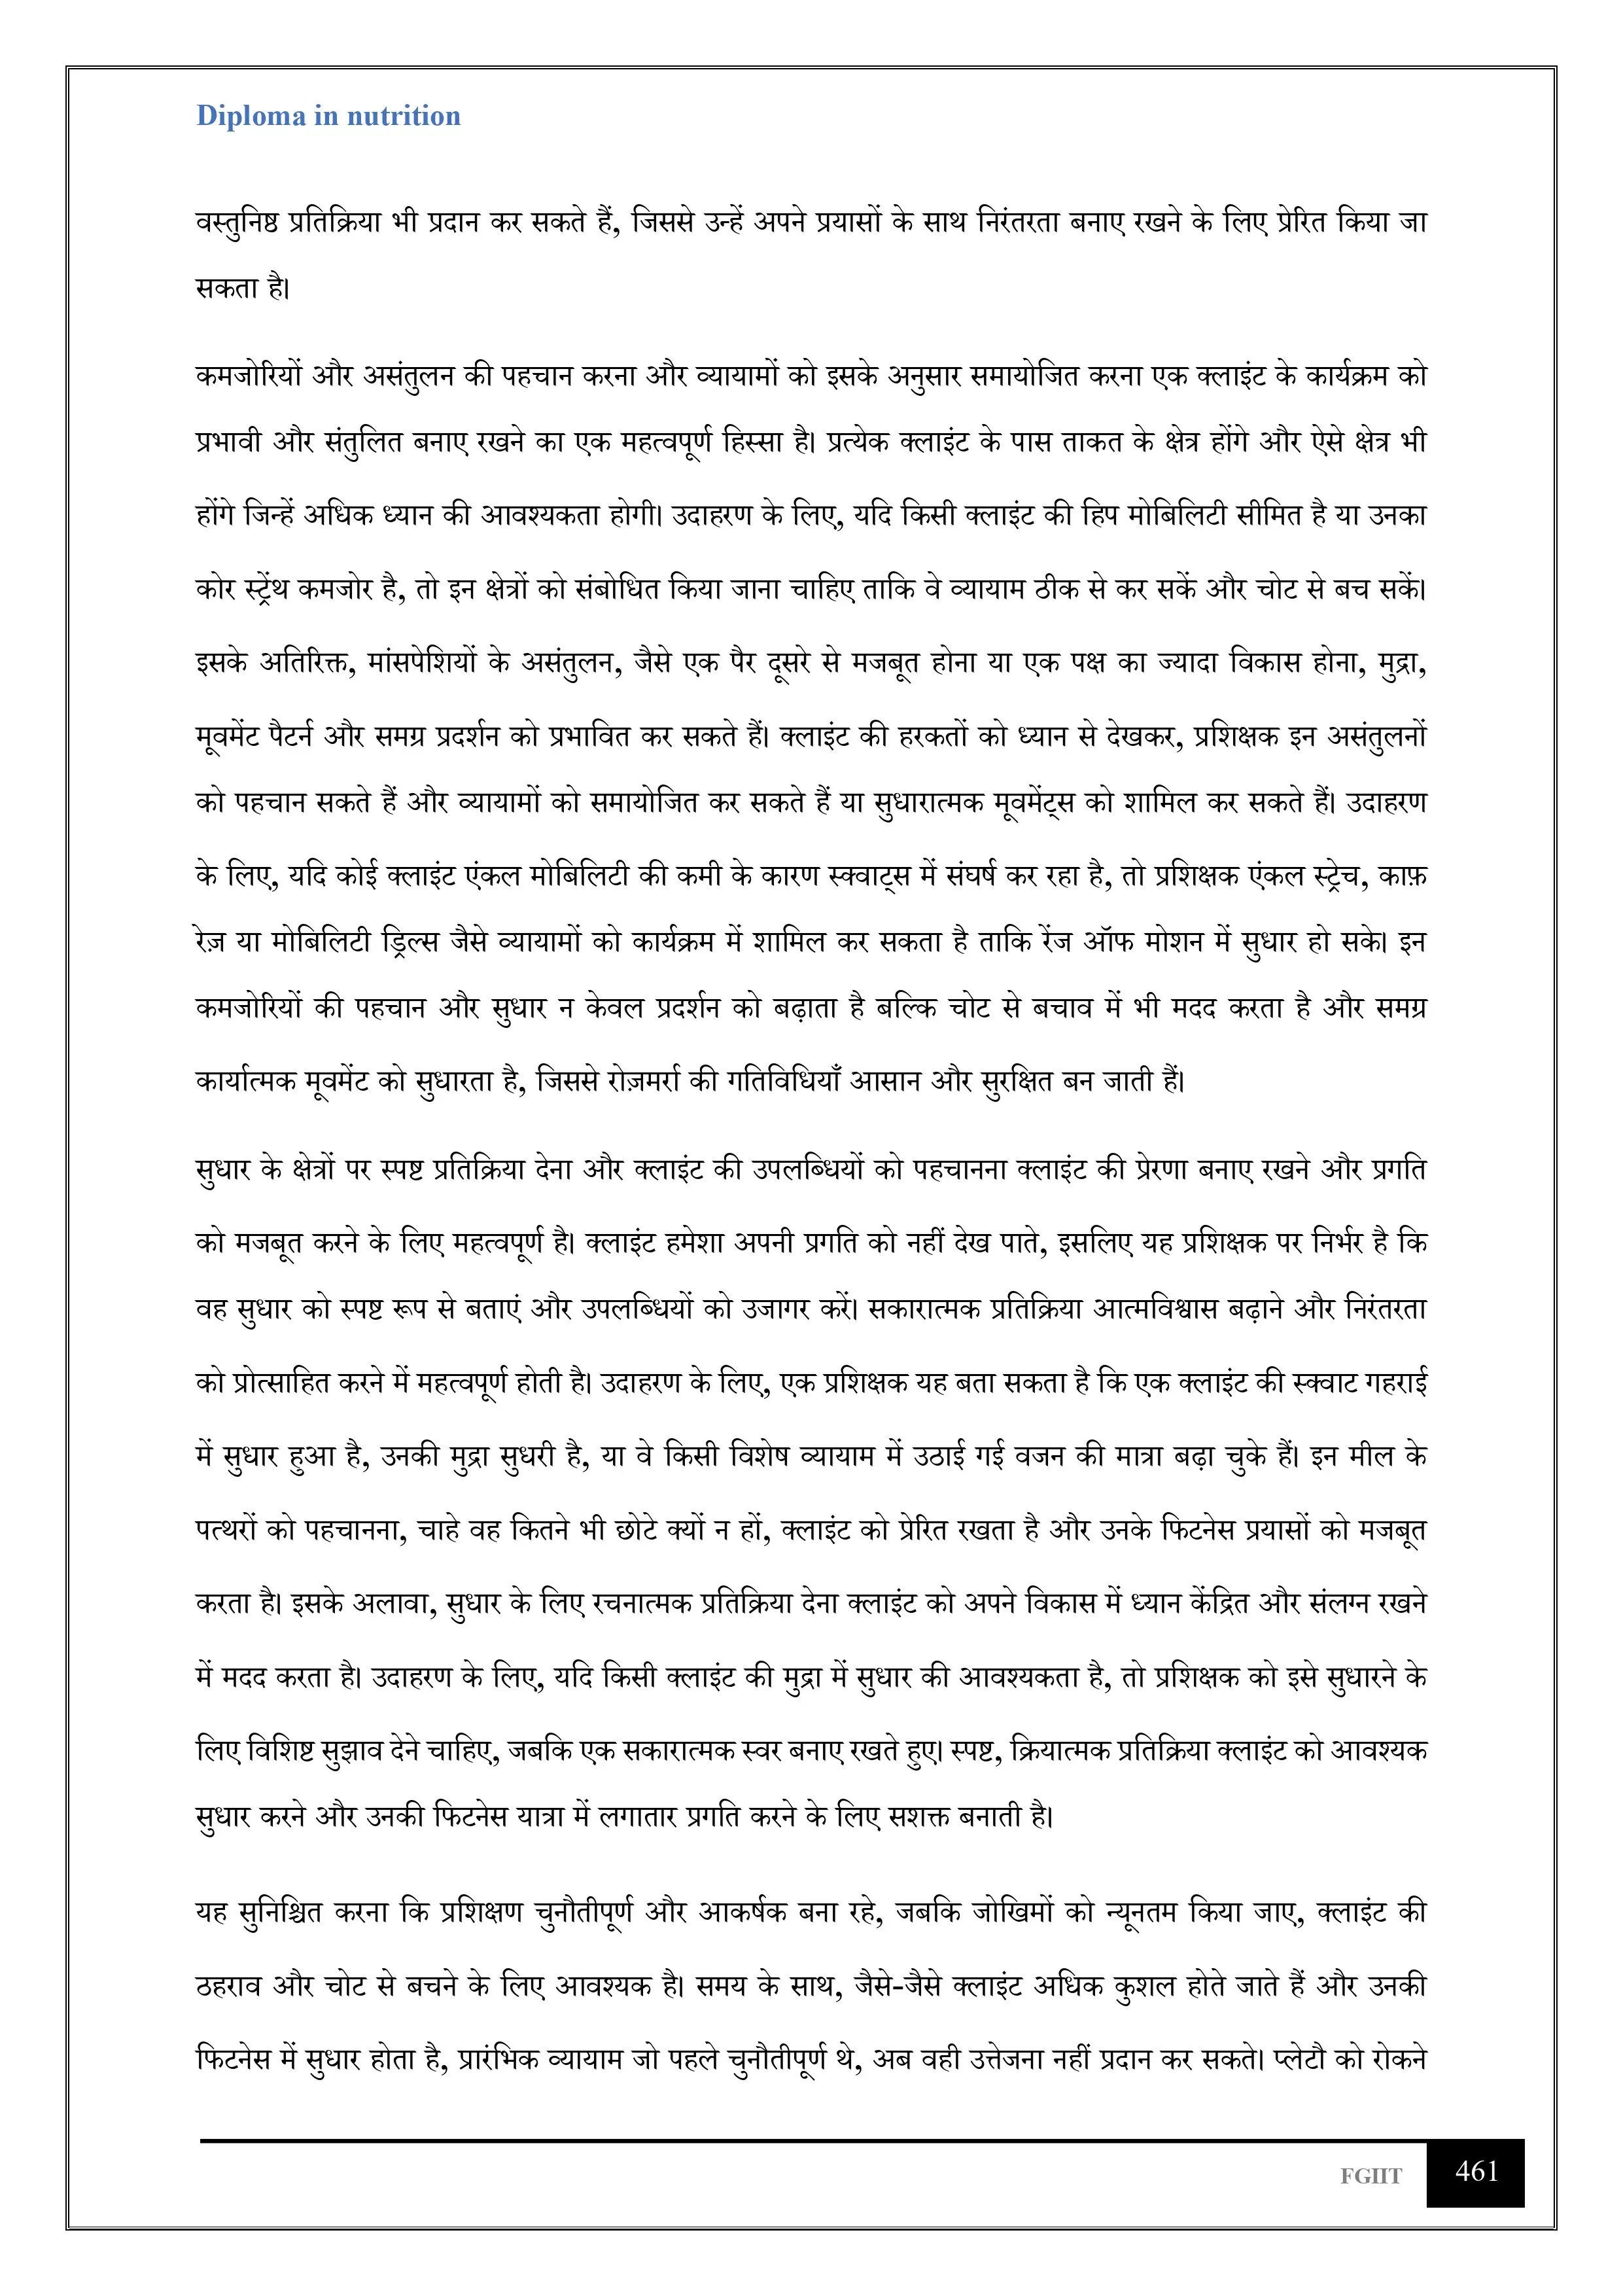 Diploma in nutrition
वस्तुनिष्ठ प्रतिक्रिया भी प्रदान कर सकते हैं, जिससे उन्हें अपने प्रयासों के साथ निरंतरता बनाए रखने के लिए प्रेरित किया जा
सकता है।
कमजोरियों और असंतुलन की पहचान करना और व्यायामों को इसके अनुसार समायोजित करना एक क्लाइंट के कार्यक्रम को
प्रभावी और संतुलित बनाए रखने का एक महत्वपूर्ण हिस्सा है। प्रत्येक क्लाइंट के पास ताकत के क्षेत्र होंगे और ऐसे क्षेत्र भी
होंगे जिन्हें अधिक ध्यान की आवश्यकता होगी। उदाहरण के लिए, यदि किसी क्लाइंट की हिप मोबिलिटी सीमित है या उनका
कोर स्ट्रेंथ कमजोर है, तो इन क्षेत्रों को संबोधित किया जाना चाहिए ताकि वे व्यायाम ठीक से कर सकें और चोट से बच सकें।
इसके अतिरिक्त, मांसपेशियों के असंतुलन, जैसे एक पैर दूसरे से मजबूत होना या एक पक्ष का ज्यादा विकास होना, मुद्रा,
मूवमेंट पैटर्न और समग्र प्रदर्शन को प्रभावित कर सकते हैं। क्लाइंट की हरकतों को ध्यान से देखकर, प्रशिक्षक इन असंतुलनों
को पहचान सकते हैं और व्यायामों को समायोजित कर सकते हैं या सुधारात्मक मूवमेंट्स को शामिल कर सकते हैं। उदाहरण
के लिए, यदि कोई क्लाइंट एंकल मोबिलिटी की कमी के कारण स्क्वाट्स में संघर्ष कर रहा है, तो प्रशिक्षक एंकल स्ट्रेच, काफ़
रेज़ या मोबिलिटी ड्रिल्स जैसे व्यायामों को कार्यक्रम में शामिल कर सकता है ताकि रेंज ऑफ मोशन में सुधार हो सके। इन
कमजोरियों की पहचान और सुधार न केवल प्रदर्शन को बढ़ाता है बल्कि चोट से बचाव में भी मदद करता है और समग्र
कार्यात्मक मूवमेंट को सुधारता है, जिससे रोज़मर्रा की गतिविधियाँ आसान और सुरक्षित बन जाती हैं।
सुधार के क्षेत्रों पर स्पष्ट प्रतिक्रिया देना और क्लाइंट की उपलब्धियों को पहचानना क्लाइंट की प्रेरणा बनाए रखने और प्रगति
को मजबूत करने के लिए महत्वपूर्ण है। क्लाइंट हमेशा अपनी प्रगति को नहीं देख पाते, इसलिए यह प्रशिक्षक पर निर्भर है कि
वह सुधार को स्पष्ट रूप से बताएं और उपलब्धियों को उजागर करें। सकारात्मक प्रतिक्रिया आत्मविश्वास बढ़ाने और निरंतरता
को प्रोत्साहित करने में महत्वपूर्ण होती है। उदाहरण के लिए, एक प्रशिक्षक यह बता सकता है कि एक क्लाइंट की स्क्वाट गहराई
में सुधार हुआ है, उनकी मुद्रा सुधरी है, या वे किसी विशेष व्यायाम में उठाई गई वजन की मात्रा बढ़ा चुके हैं। इन मील के
पत्थरों को पहचानना, चाहे वह कितने भी छोटे क्यों न हों, क्लाइंट को प्रेरित रखता है और उनके फिटनेस प्रयासों को मजबूत
करता है। इसके अलावा, सुधार के लिए रचनात्मक प्रतिक्रिया देना क्लाइंट को अपने विकास में ध्यान केंद्रित और संलग्न रखने
में मदद करता है। उदाहरण के लिए, यदि किसी क्लाइंट की मुद्रा में सुधार की आवश्यकता है, तो प्रशिक्षक को इसे सुधारने के
लिए विशिष्ट सुझाव देने चाहिए, जबकि एक सकारात्मक स्वर बनाए रखते हुए। स्पष्ट, क्रियात्मक प्रतिक्रिया क्लाइंट को आवश्यक
सुधार करने और उनकी फिटनेस यात्रा में लगातार प्रगति करने के लिए सशक्त बनाती है।
यह सुनिश्चित करना कि प्रशिक्षण चुनौतीपूर्ण और आकर्षक बना रहे, जबकि जोखिमों को न्यूनतम किया जाए, क्लाइंट की
ठहराव और चोट से बचने के लिए आवश्यक है। समय के साथ, जैसे-जैसे क्लाइंट अधिक कुशल होते जाते हैं और उनकी
फिटनेस में सुधार होता है, प्रारंभिक व्यायाम जो पहले चुनौतीपूर्ण थे, अब वही उत्तेजना नहीं प्रदान कर सकते। प्लेटौ को रोकने
FGIIT 461